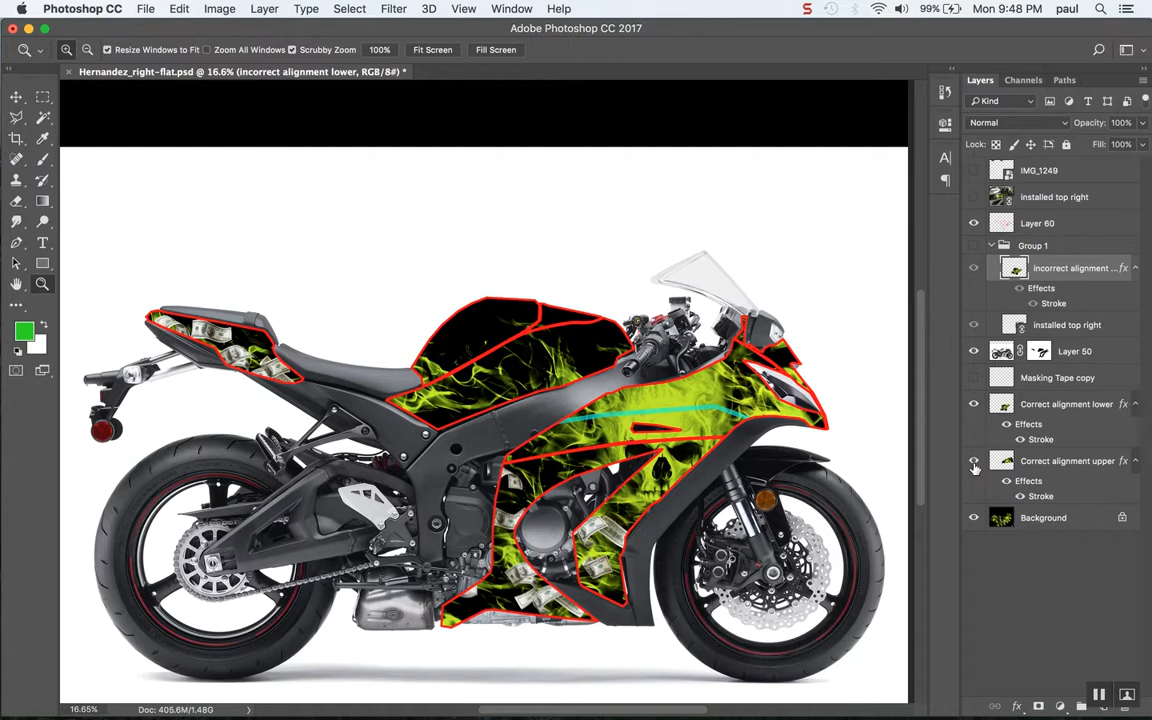 Photoshop CC File Edit Image Layer Type Select Filter 3D View Window Help 99% Mon 9:48 PM paul
Adobe Photoshop CC 2017
Resize Windows to Fit Zoom All Windows Scrubby Zoom 100% Fit Screen Fill Screen
Hernandez_right-flat.psd @ 16.6% (incorrect alignment lower, RGB/8#) *
Layers Channels Paths
Kind
Normal Opacity: 100%
Lock: Fill: 100%
IMG_1249
installed top right
Layer 60
Group 1
incorrect alignment ... fx
Effects
Stroke
installed top right
Layer 50
Masking Tape copy
Correct alignment lower fx
Effects
Stroke
Correct alignment upper fx
Effects
Stroke
Background
16.65% Doc: 405.6M/1.48G